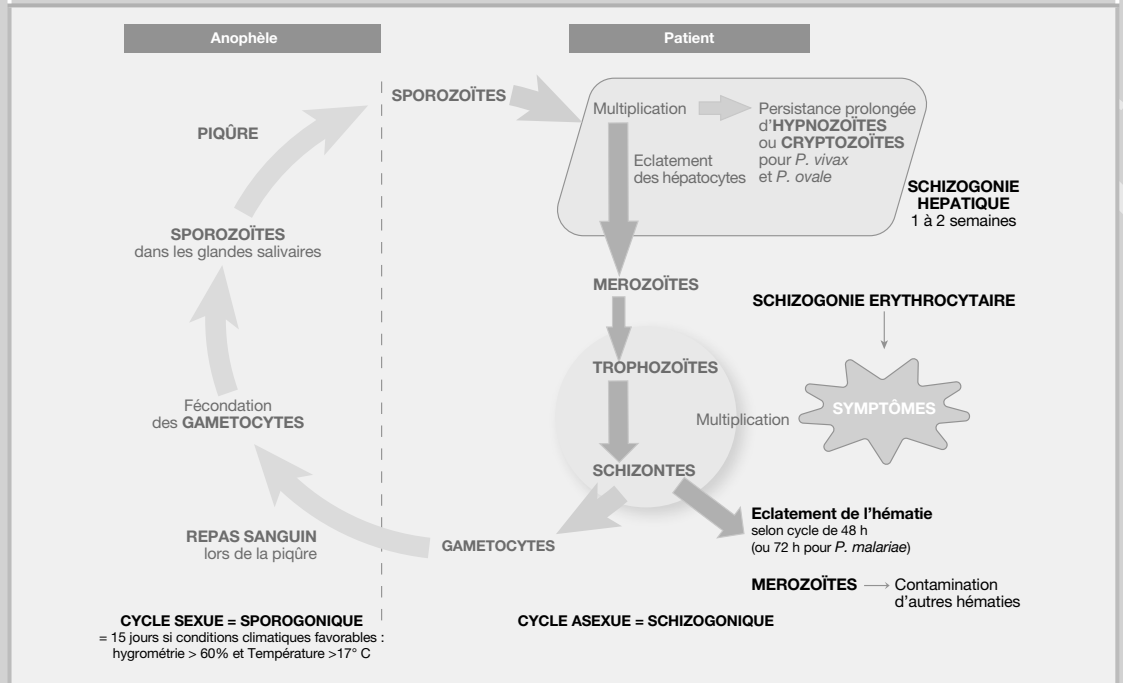 Anophèle
Patient
SPOROZOÏTES
PIQÛRE
SPOROZOÏTES
dans les glandes salivaires
Fécondation
des GAMETOCYTES
REPAS SANGUIN
lors de la piqûre
GAMETOCYTES
CYCLE SEXUE = SPOROGONIQUE
= 15 jours si conditions climatiques favorables :
hygrométrie > 60% et Température >17° C
Multiplication
Persistance prolongée
d'HYPNOZOÏTES
ou CRYPTOZOÏTES
pour P. vivax
et P. ovale
Eclatement
des hépatocytes
SCHIZOGONIE
HEPATIQUE
1 à 2 semaines
MEROZOÏTES
SCHIZOGONIE ERYTHROCYTAIRE
TROPHOZOÏTES
Multiplication
SYMPTÔMES
SCHIZONTES
Eclatement de l'hématie
selon cycle de 48 h
(ou 72 h pour P. malariae)
MEROZOÏTES → Contamination
d'autres hématies
CYCLE ASEXUE = SCHIZOGONIQUE